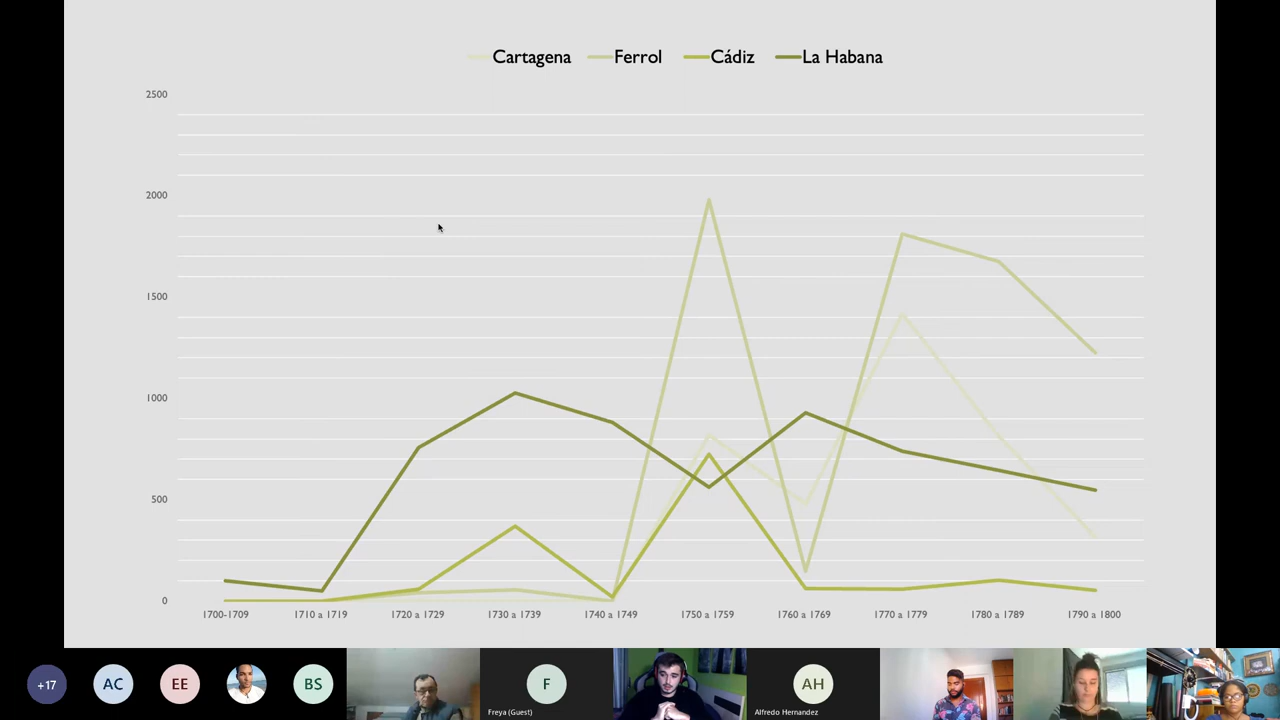 Cartagena Ferrol Cádiz La Habana
2500
2000
1500
1000
500
0
1700-1709 1710 a 1719 1720 a 1729 1730 a 1739 1740 a 1749 1750 a 1759 1760 a 1769 1770 a 1779 1780 a 1789 1790 a 1800
+17 AC EE BS F AH
Freya (Guest) Alfredo Hernandez